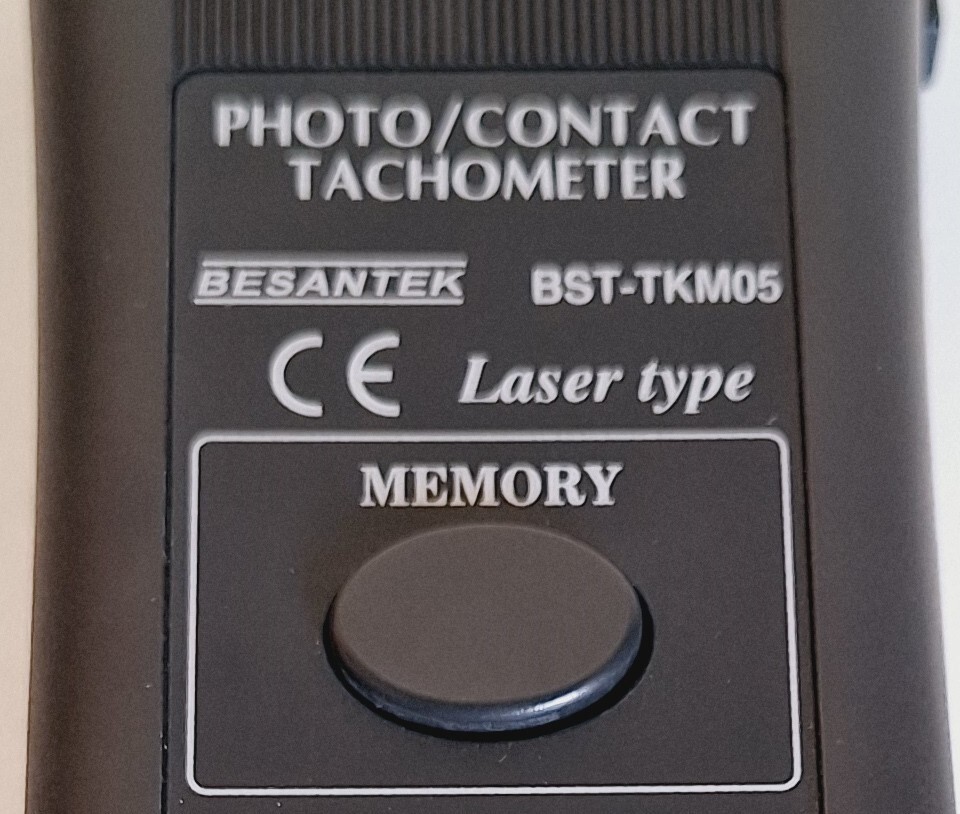 PHOTO/CONTACT
TACHOMETER
BESANTEK BST-TKM05
CE Laser type
MEMORY